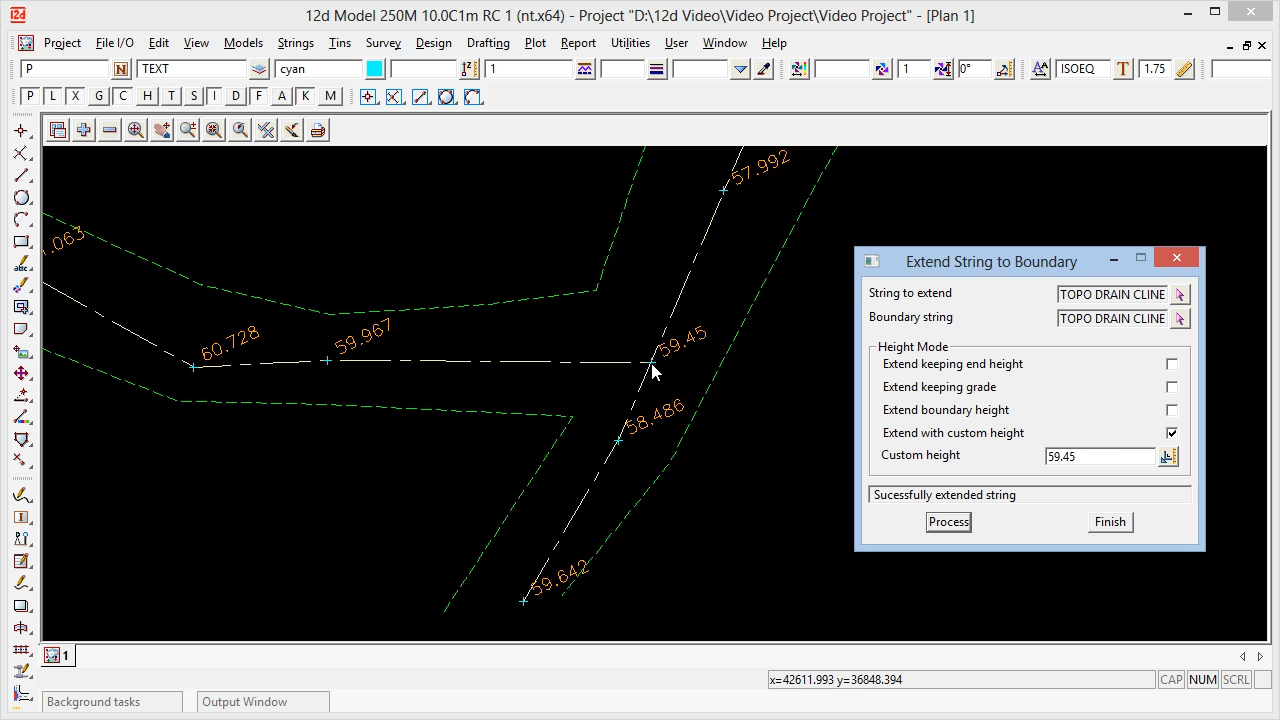 12d Model 250M 10C1 1m RC 1 (nt.x64) - Project "D:\12d Video\Video Project\Video Project" - [Plan 1]
Project File I/O Edit View Models Strings Tins Survey Design Drafting Plot Report Utilities User Window Help
P N TEXT cyan 1 1 0° ISOEQ T 1.75
P L X G C H T S I D F A K M
57.992
.063
60.728
59.967
59.45
58.486
59.642
abc
Extend String to Boundary
String to extend TOPO DRAIN CLINE
Boundary string TOPO DRAIN CLINE
Height Mode
Extend keeping end height
Extend keeping grade
Extend boundary height
Extend with custom height
Custom height 59.45
Sucessfully extended string
Process Finish
1
x=42611.993 y=36848.394 CAP NUM SCRL
Background tasks Output Window